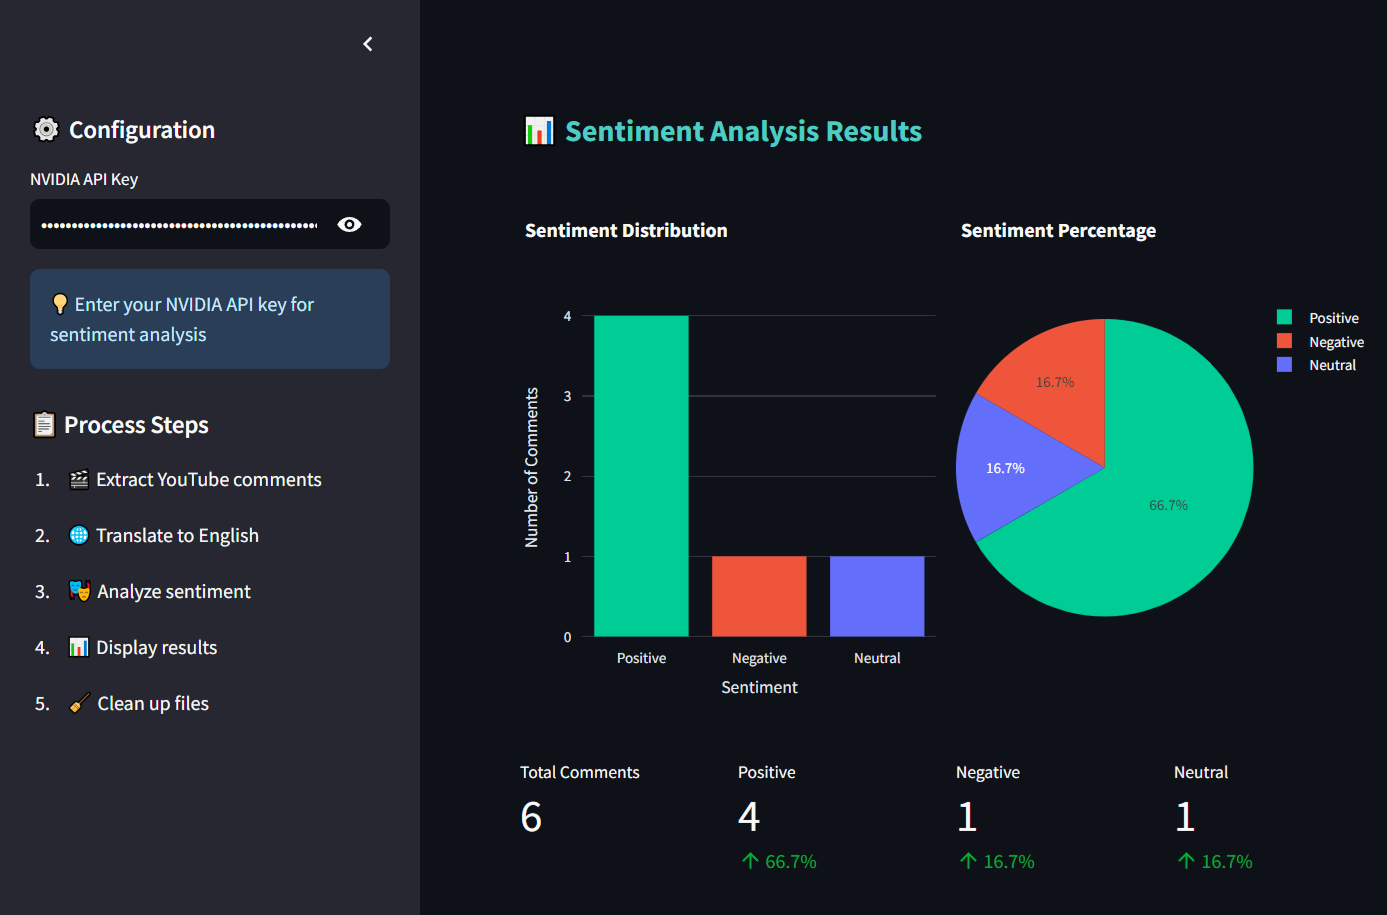 Configuration
NVIDIA API Key
Enter your NVIDIA API key for
sentiment analysis
Process Steps
1. Extract YouTube comments
2. Translate to English
3. Analyze sentiment
4. Display results
5. Clean up files
Sentiment Analysis Results
Sentiment Distribution
4
3
2
1
0
Number of Comments
Positive
Negative
Neutral
Sentiment
Sentiment Percentage
Positive
Negative
Neutral
16.7%
16.7%
66.7%
Total Comments
6
Positive
4
↑ 66.7%
Negative
1
↑ 16.7%
Neutral
1
↑ 16.7%